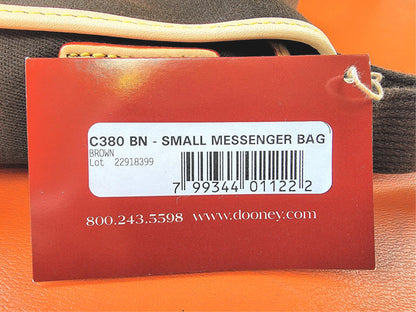 C380 BN - SMALL MESSENGER BAG
BROWN
Lot 22918399
7 99344 01122 2
800.243.5598 www.dooney.com